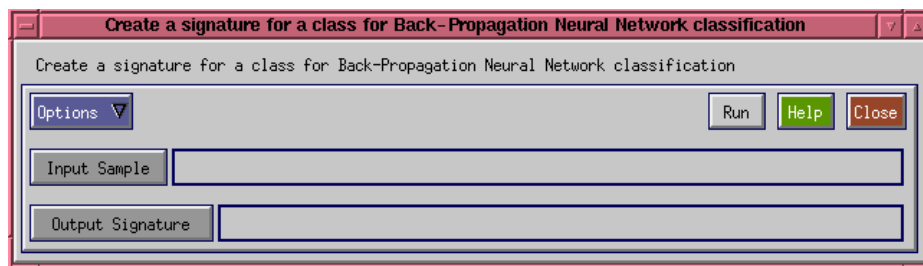 Create a signature for a class for Back-Propagation Neural Network classification
Create a signature for a class for Back-Propagation Neural Network classification
Options Run Help Close
Input Sample
Output Signature